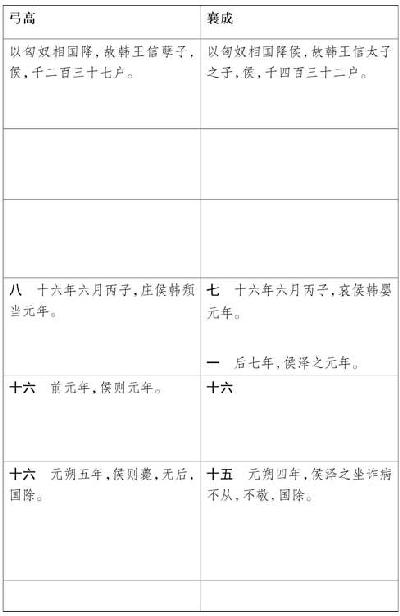 弓高
襄成
以匈奴相国降,故韩王信孽子,
侯,千二百三十七户。
以匈奴相国降侯,故韩王信太子
之子,侯,千四百三十二户。
八 十六年六月丙子,庄侯韩颓
当元年。
七 十六年六月丙子,哀侯韩婴
元年。
一 后七年,侯泽之元年。
十六 前元年,侯则元年。
十六
十六 元朔五年,侯则薨,无后,
国除。
十五 元朔四年,侯泽之坐诈病
不从,不敬,国除。